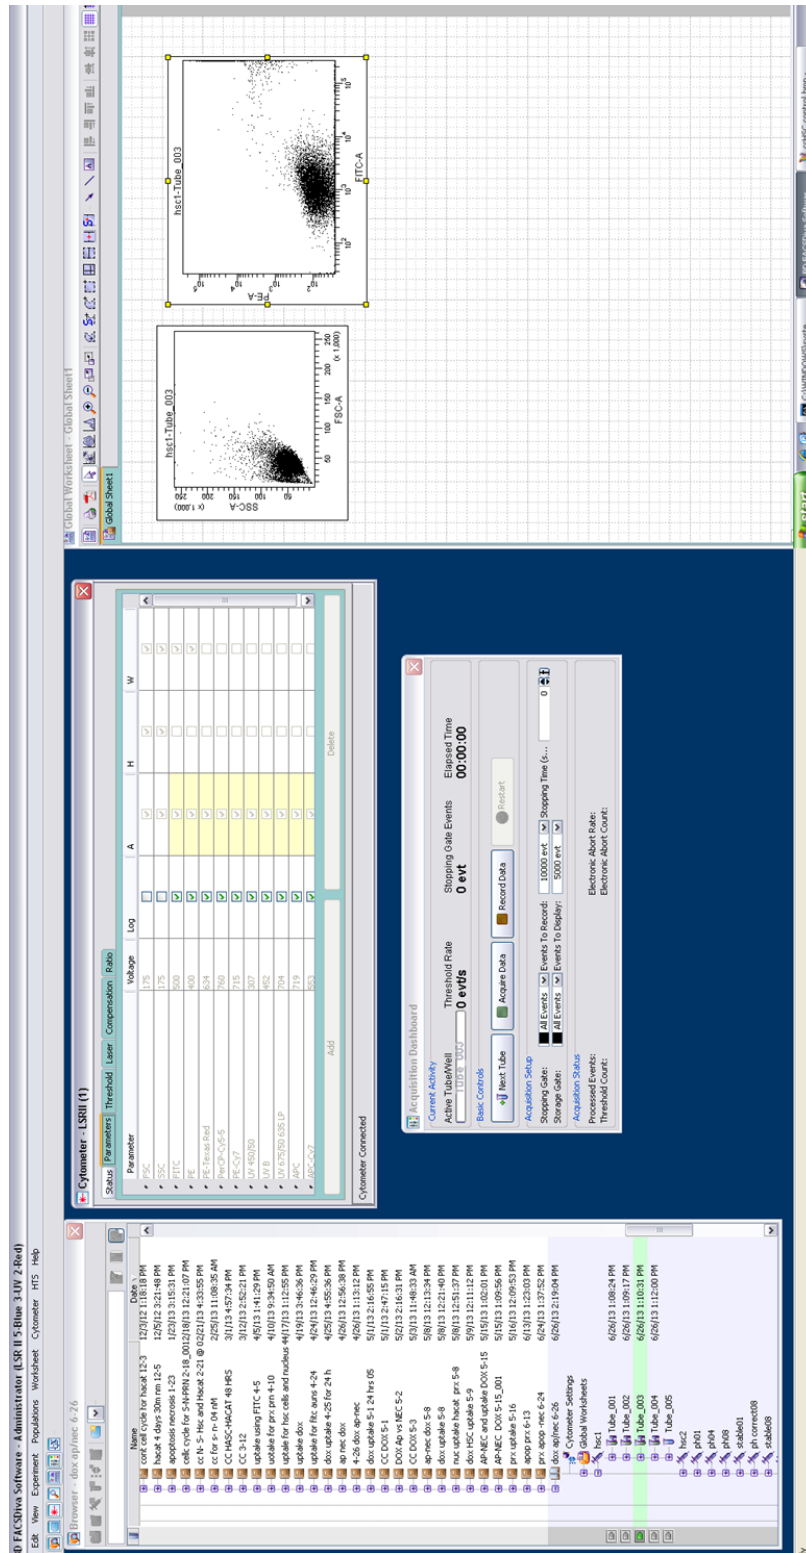 D FACSDiva Software - Administrator (LSR II 5-Blue 3-UV 2-Red)
Edit View Experiment Populations Worksheet Cytometer HTS Help
Browser - dox ap/nec 6-26
Name Date
cont cell cycle for hacat 12-3 12/3/12 1:18:18 PM
hacat 4 days 30m nm 12-5 12/5/12 3:21:48 PM
apoptosis necrosis 1-23 1/23/13 3:15:31 PM
cellc cycle for 5-N-PRN 2-18_001 2/18/13 12:21:07 PM
cc N- 5- Hsc and Hacat 2-21 @ 0 2/21/13 4:33:55 PM
cc for s- n- 04 nM 2/25/13 11:08:35 AM
CC HASC-HACAT 48 HRS 3/1/13 4:57:34 PM
CC 3-12 3/12/13 2:52:21 PM
uptake using FITC 4-5 4/5/13 1:41:29 PM
uotake for prx prn 4-10 4/10/13 9:34:50 AM
uptake for hsc cells and nucleus 4 4/17/13 1:12:55 PM
uptake dox 4/19/13 3:46:36 PM
uptake for fitc auns 4-24 4/24/13 12:46:29 PM
dox uptake 4-25 for 24 h 4/25/13 4:55:36 PM
ap nec dox 4/26/13 12:56:38 PM
4-26 dox ap-nec 4/26/13 1:13:12 PM
dox uptake 5-1 24 hrs 05 5/1/13 2:16:55 PM
CC DOX 5-1 5/1/13 2:47:15 PM
DOX Ap vs NEC 5-2 5/2/13 2:16:31 PM
CC DOX 5-3 5/3/13 11:48:33 AM
ap-nec dox 5-8 5/8/13 12:13:34 PM
dox uptake 5-8 5/8/13 12:21:40 PM
nuc uptake hacat prx 5-8 5/8/13 12:51:37 PM
dox HSC uptake 5-9 5/9/13 12:11:12 PM
AP-NEC and uptake DOX 5-15 5/15/13 1:02:01 PM
AP-NEC DOX 5-15_001 5/15/13 1:09:56 PM
prx uptake 5-16 5/16/13 12:09:53 PM
apop prx 6-13 6/13/13 1:23:03 PM
prx apop -nec 6-24 6/24/13 1:37:52 PM
dox ap/nec 6-26 6/26/13 2:19:04 PM
Cytometer Settings
Global Worksheets
hsc1
Tube_001 6/26/13 1:08:24 PM
Tube_002 6/26/13 1:09:17 PM
Tube_003 6/26/13 1:10:31 PM
Tube_004 6/26/13 1:12:00 PM
Tube_005
hsc2
ph01
ph04
ph08
stable01
ph correct08
stable08
Cytometer - LSRII (1)
Status Parameters Threshold Laser Compensation Ratio
Parameter Voltage Log A H W
FSC 175
SSC 175
FITC 500
PE 400
PE-Texas Red 634
PerCP-Cy5-5 760
PE-Cy7 715
UV 450/50 307
UV B 452
UV 675/50 635 LP 704
APC 719
APC-Cy7 553
Add Delete
Cytometer Connected
Acquisition Dashboard
Current Activity
Active Tube/Well Threshold Rate Stopping Gate Events Elapsed Time
Tube_003 0 evt/s 0 evt 00:00:00
Basic Controls
Next Tube Acquire Data Record Data Restart
Acquisition Setup
Stopping Gate: All Events Events To Record: 10000 evt Stopping Time (s... 0
Storage Gate: All Events Events To Display: 5000 evt
Acquisition Status
Processed Events: Electronic Abort Rate:
Threshold Count: Electronic Abort Count:
Global Worksheet - Global Sheet1
Global Sheet1
hsc1-Tube_003
SSC-A
(x 1,000)
50 100 150 200 250
50 100 150 200 250
(x 1,000)
FSC-A
hsc1-Tube_003
PE-A
10² 10³ 10⁴ 10⁵
10² 10³ 10⁴ 10⁵
FITC-A
start